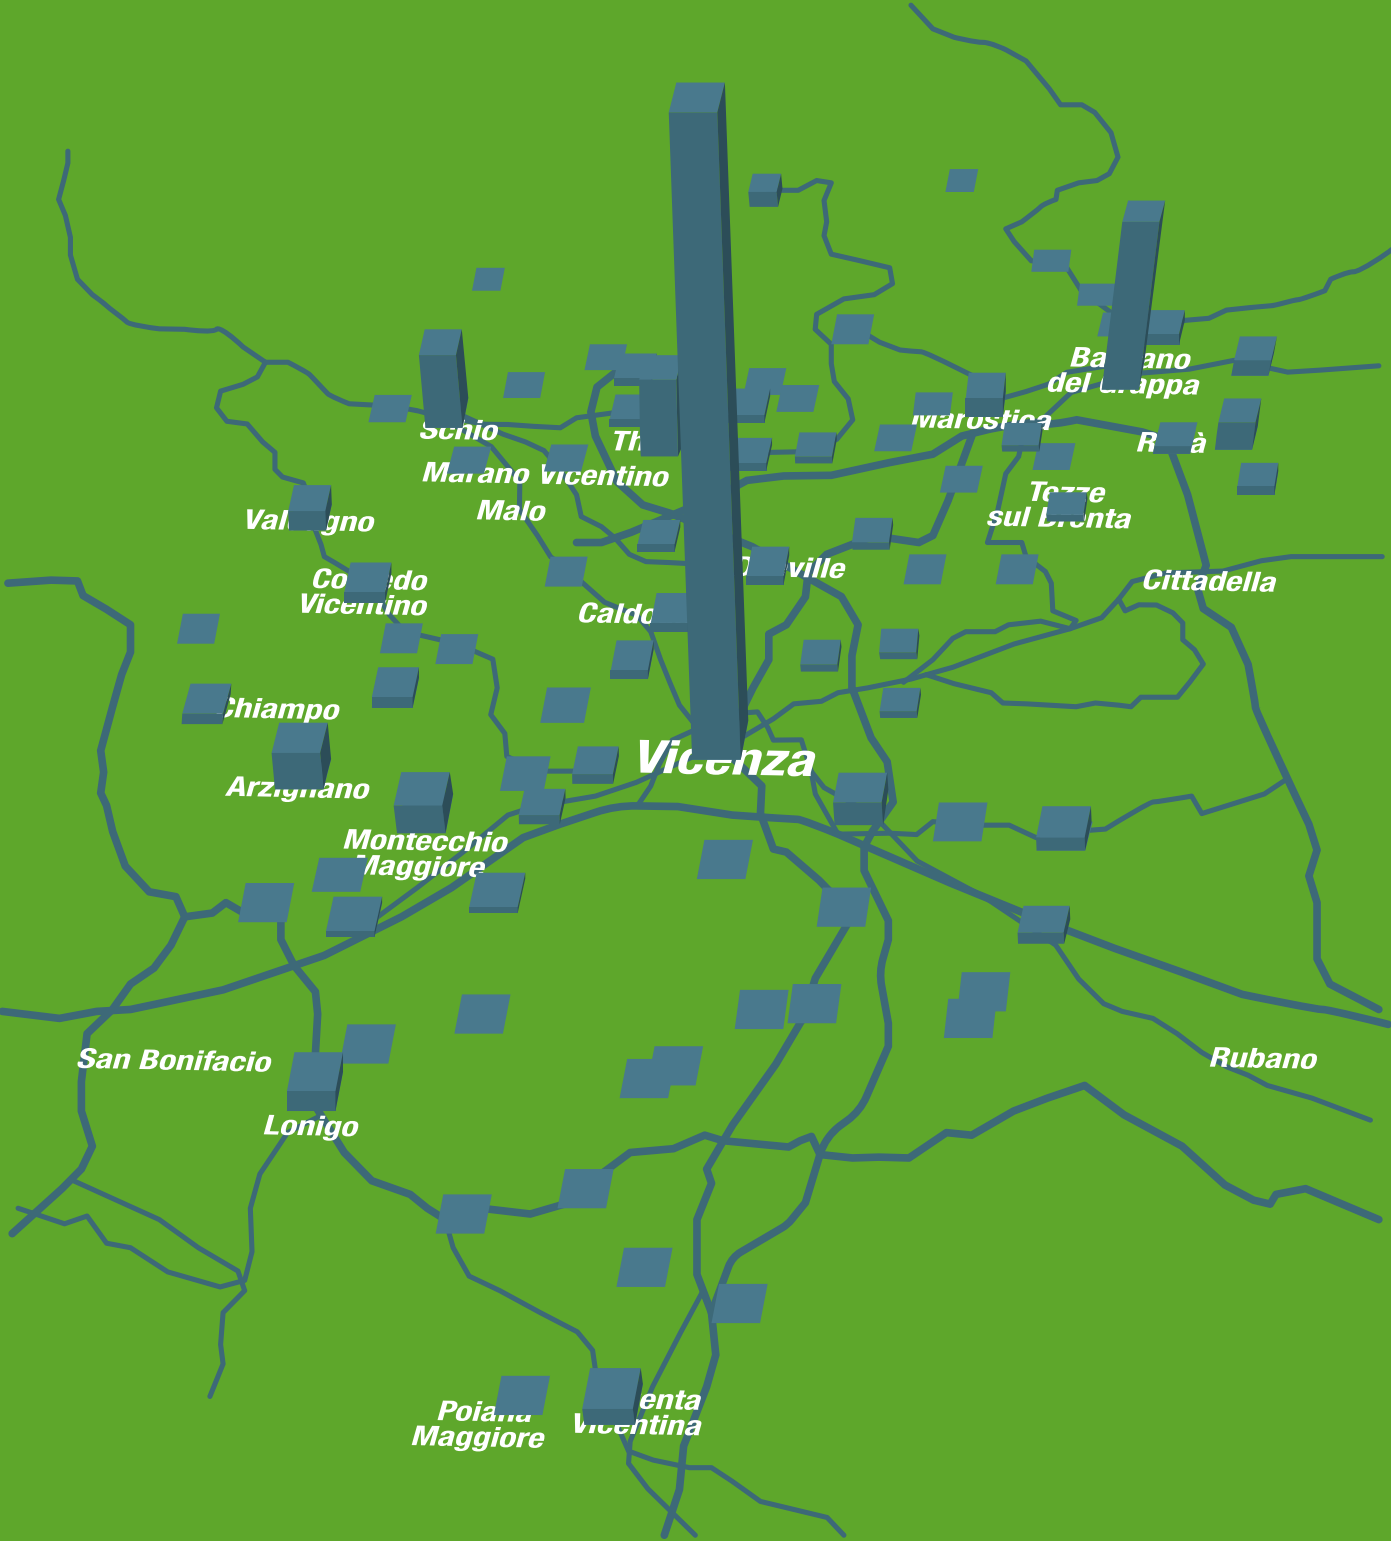 Bassano
del Grappa
Marostica
Schio
Rosà
Marano Vicentino
Malo
Tezze
sul Brenta
Valdagno
Cornedo
Vicentino
Cittadella
Chiampo
Vicenza
Arzignano
Montecchio
Maggiore
San Bonifacio
Rubano
Lonigo
Poiana
Maggiore
Vicentina